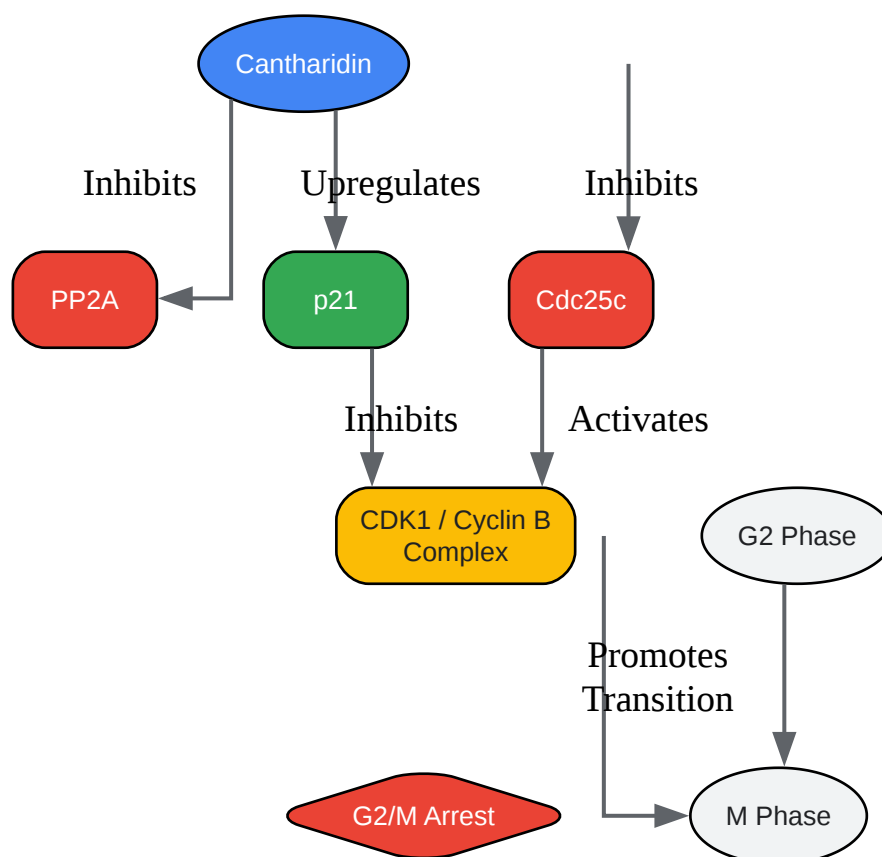 Cantharidin
Inhibits
Upregulates
Inhibits
PP2A
p21
Cdc25c
Inhibits
Activates
CDK1 / Cyclin B
Complex
G2 Phase
Promotes
Transition
G2/M Arrest
M Phase